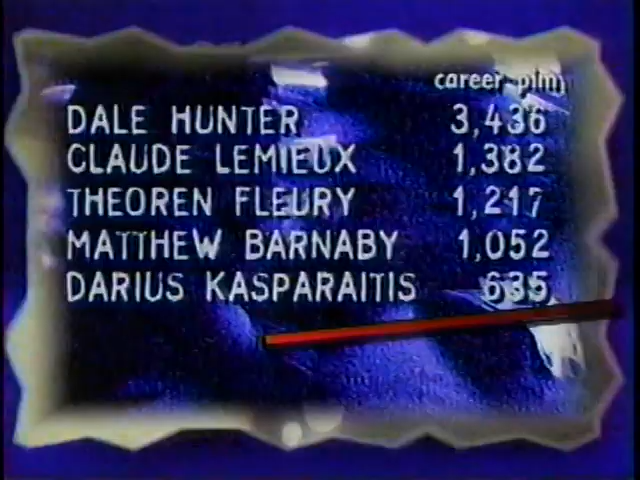 career pim
DALE HUNTER 3,436
CLAUDE LEMIEUX 1,382
THEOREN FLEURY 1,217
MATTHEW BARNABY 1,052
DARIUS KASPARAITIS 635